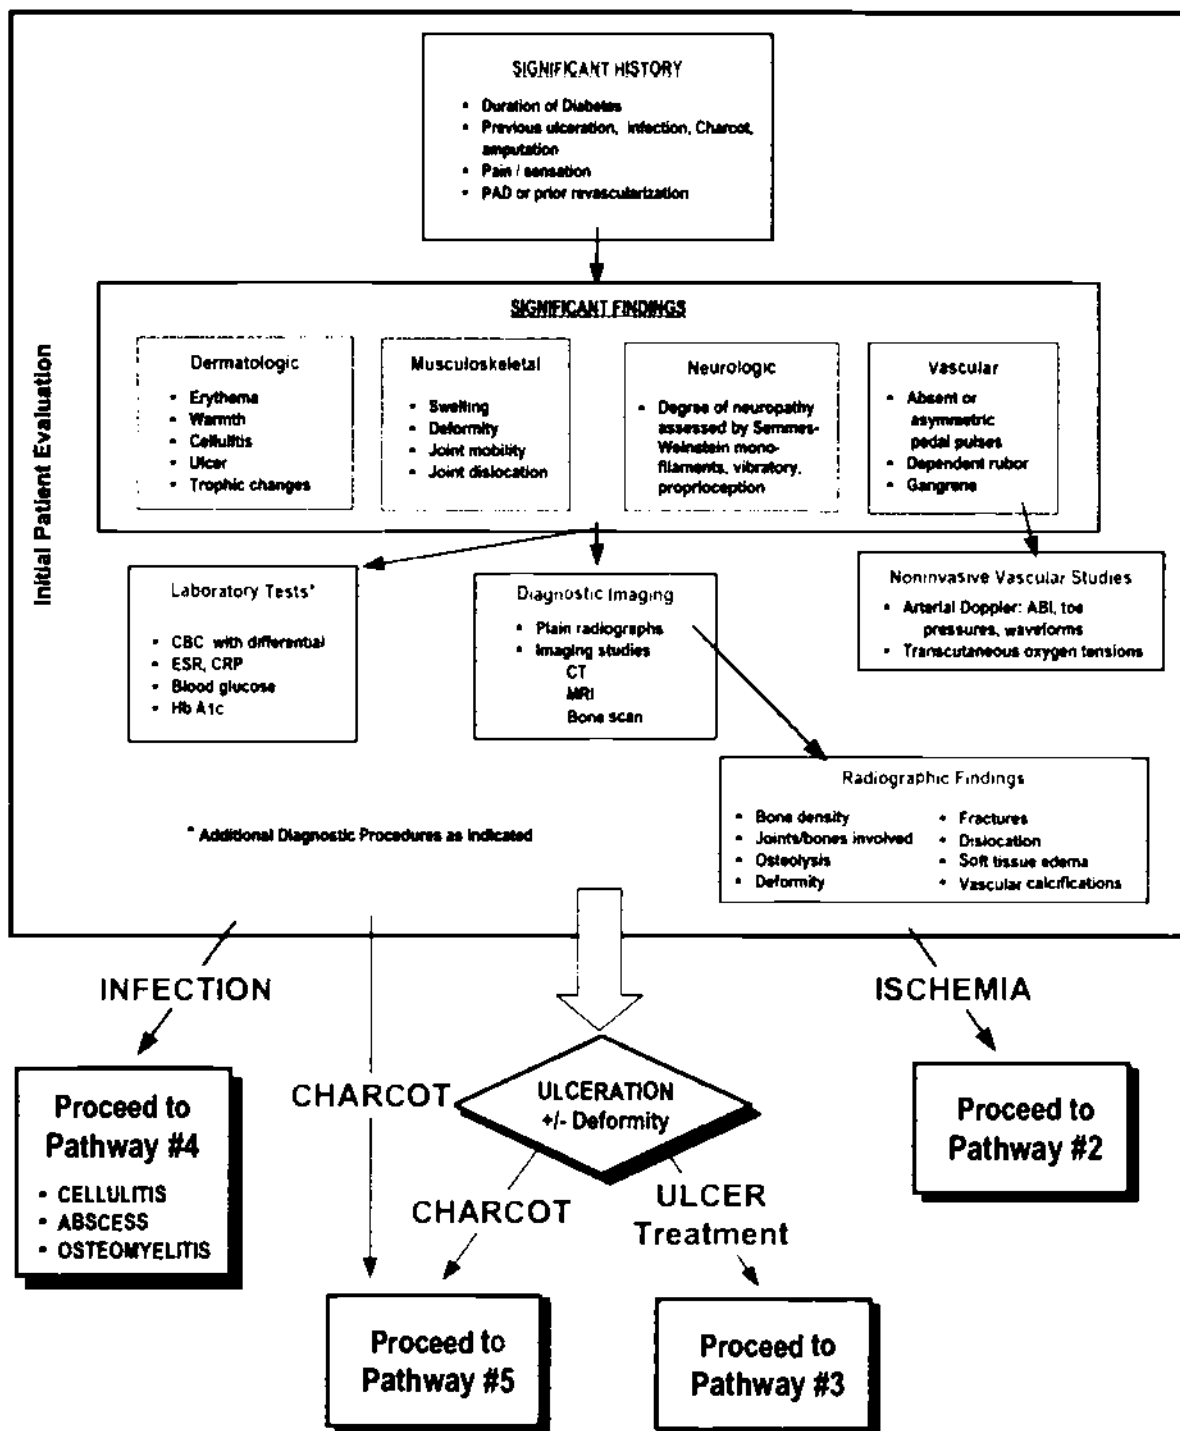 SIGNIFICANT HISTORY
• Duration of Diabetes
• Previous ulceration, infection, Charcot,
amputation
• Pain / sensation
• PAD or prior revascularization
Initial Patient Evaluation
SIGNIFICANT FINDINGS
Dermatologic
• Erythema
• Warmth
• Cellulitis
• Ulcer
• Trophic changes
Musculoskeletal
• Swelling
• Deformity
• Joint mobility
• Joint dislocation
Neurologic
• Degree of neuropathy
assessed by Semmes-
Weinstein mono-
filaments, vibratory,
proprioception
Vascular
• Absent or
asymmetric
pedal pulses
• Dependent rubor
• Gangrene
Laboratory Tests*
• CBC with differential
• ESR, CRP
• Blood glucose
• Hb A1c
Diagnostic Imaging
• Plain radiographs
• Imaging studies
CT
MRI
Bone scan
Noninvasive Vascular Studies
• Arterial Doppler: ABI, toe
pressures, waveforms
• Transcutaneous oxygen tensions
Radiographic Findings
• Bone density
• Joints/bones involved
• Osteolysis
• Deformity
• Fractures
• Dislocation
• Soft tissue edema
• Vascular calcifications
* Additional Diagnostic Procedures as Indicated
INFECTION
ISCHEMIA
CHARCOT
ULCERATION
+/- Deformity
Proceed to
Pathway #4
• CELLULITIS
• ABSCESS
• OSTEOMYELITIS
Proceed to
Pathway #2
CHARCOT
ULCER
Treatment
Proceed to
Pathway #5
Proceed to
Pathway #3